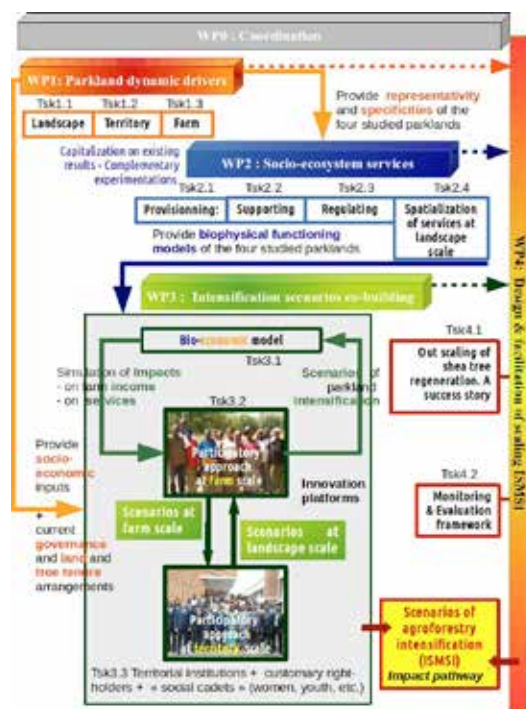 WP0 : Coordination
WP1: Parkland dynamic drivers
Tsk1.1
Tsk1.2
Tsk1.3
Landscape
Territory
Farm
Provide representativity
and specificities of the
four studied parklands
Capitalization on existing
results - Complementary
experimentations
WP2 : Socio-ecosystem services
Tsk2.1
Tsk2.2
Tsk2.3
Tsk2.4
Provisionning:
Supporting
Regulating
Spatialization
of services at
landscape
scale
Provide biophysical functioning
models of the four studied parklands
WP3 : Intensification scenarios co-building
Bio-economic model
Tsk3.1
Simulation of Impacts
- on farm income
- on services
Scenarios of
parkland
intensification
Tsk3.2
Participatory
approach
at farm scale
Innovation
platforms
Scenarios at
farm scale
Scenarios at
landscape scale
Participatory
approach
at territory scale
Tsk3.3 Territorial Institutions + customary right-
holders + « social cadets » (women, youth, etc.)
Provide
socio-
economic
inputs
+
current
governance
and land and
tree tenure
arrangements
Tsk4.1
Out scaling of
shea tree
regeneration. A
success story
Tsk4.2
Monitoring
& Evaluation
framework
Scenarios of
agroforestry
intensification
(ISMSI)
Impact pathway
WP4: Design & facilitation of scaling ISMSI